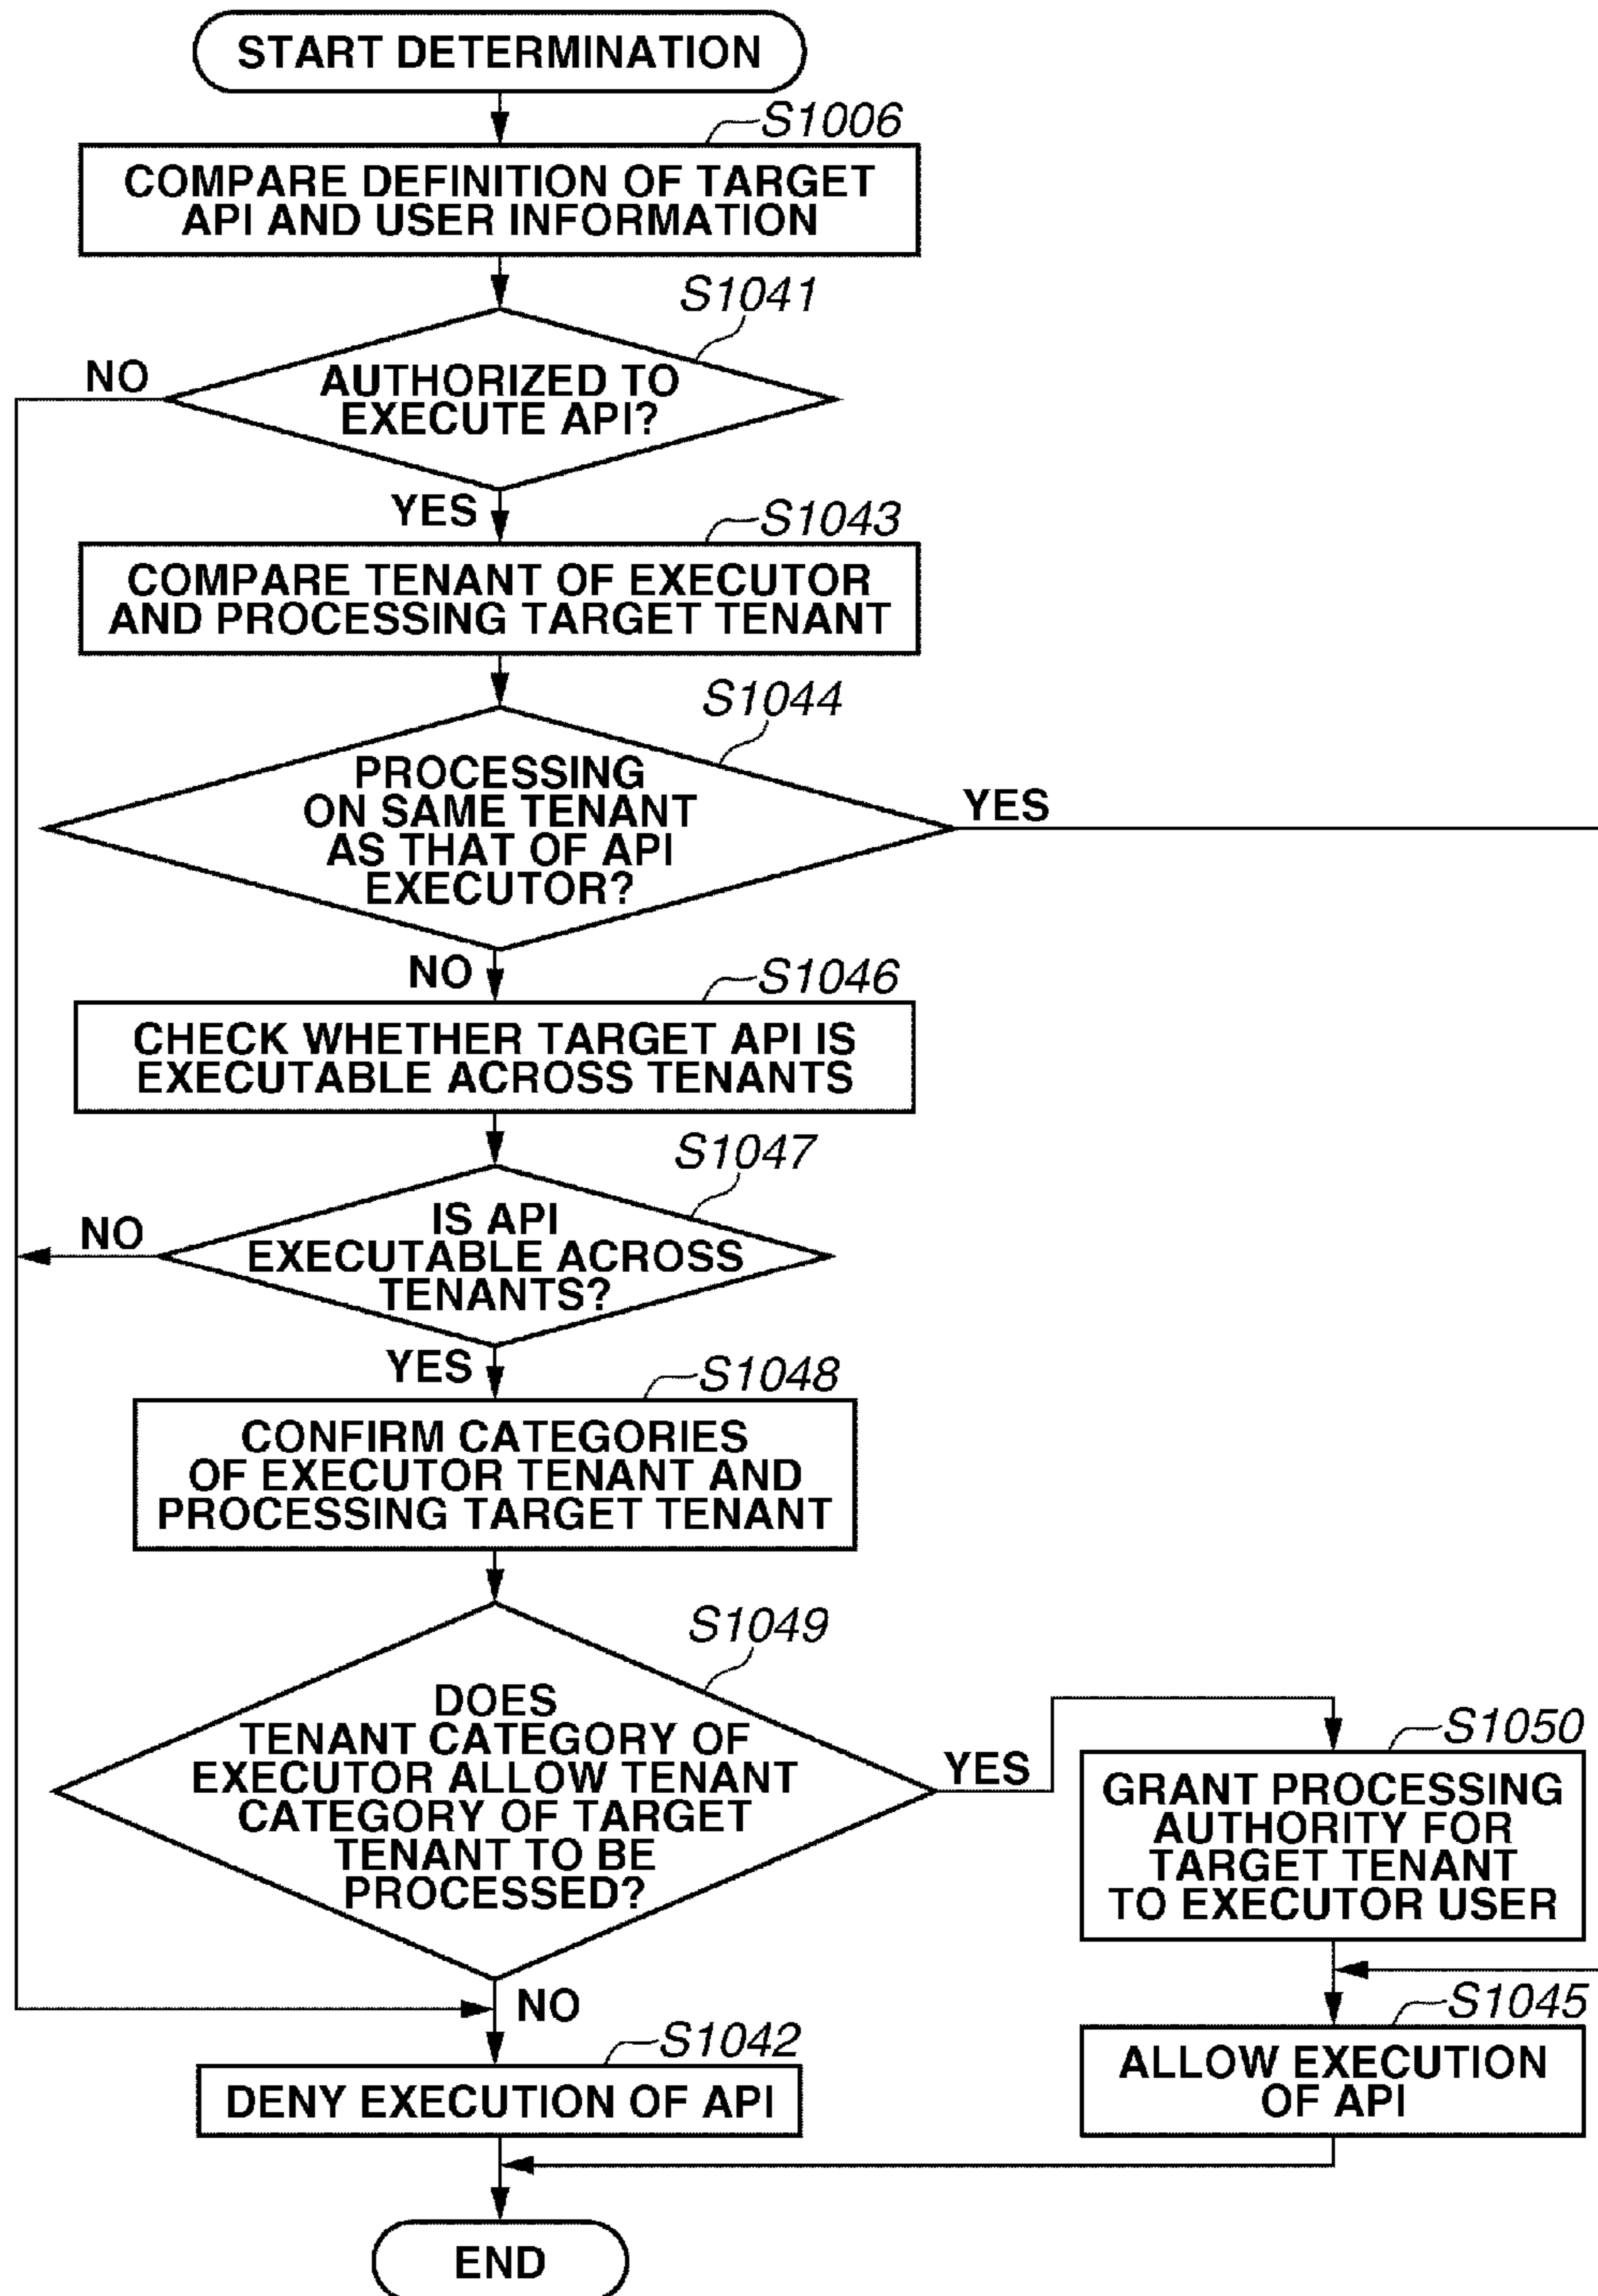 START DETERMINATION
S1006
COMPARE DEFINITION OF TARGET
API AND USER INFORMATION
S1041
NO
AUTHORIZED TO
EXECUTE API?
YES
S1043
COMPARE TENANT OF EXECUTOR
AND PROCESSING TARGET TENANT
S1044
PROCESSING
ON SAME TENANT
AS THAT OF API
EXECUTOR?
YES
NO
S1046
CHECK WHETHER TARGET API IS
EXECUTABLE ACROSS TENANTS
S1047
NO
IS API
EXECUTABLE ACROSS
TENANTS?
YES
S1048
CONFIRM CATEGORIES
OF EXECUTOR TENANT AND
PROCESSING TARGET TENANT
S1049
DOES
TENANT CATEGORY OF
EXECUTOR ALLOW TENANT
CATEGORY OF TARGET
TENANT TO BE
PROCESSED?
YES
S1050
GRANT PROCESSING
AUTHORITY FOR
TARGET TENANT
TO EXECUTOR USER
NO
S1045
ALLOW EXECUTION
OF API
S1042
DENY EXECUTION OF API
END